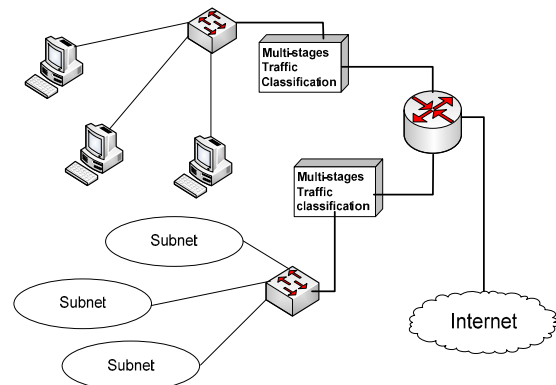 Multi-stages
Traffic
Classification
Multi-stages
Traffic
classification
Subnet
Subnet
Subnet
Internet